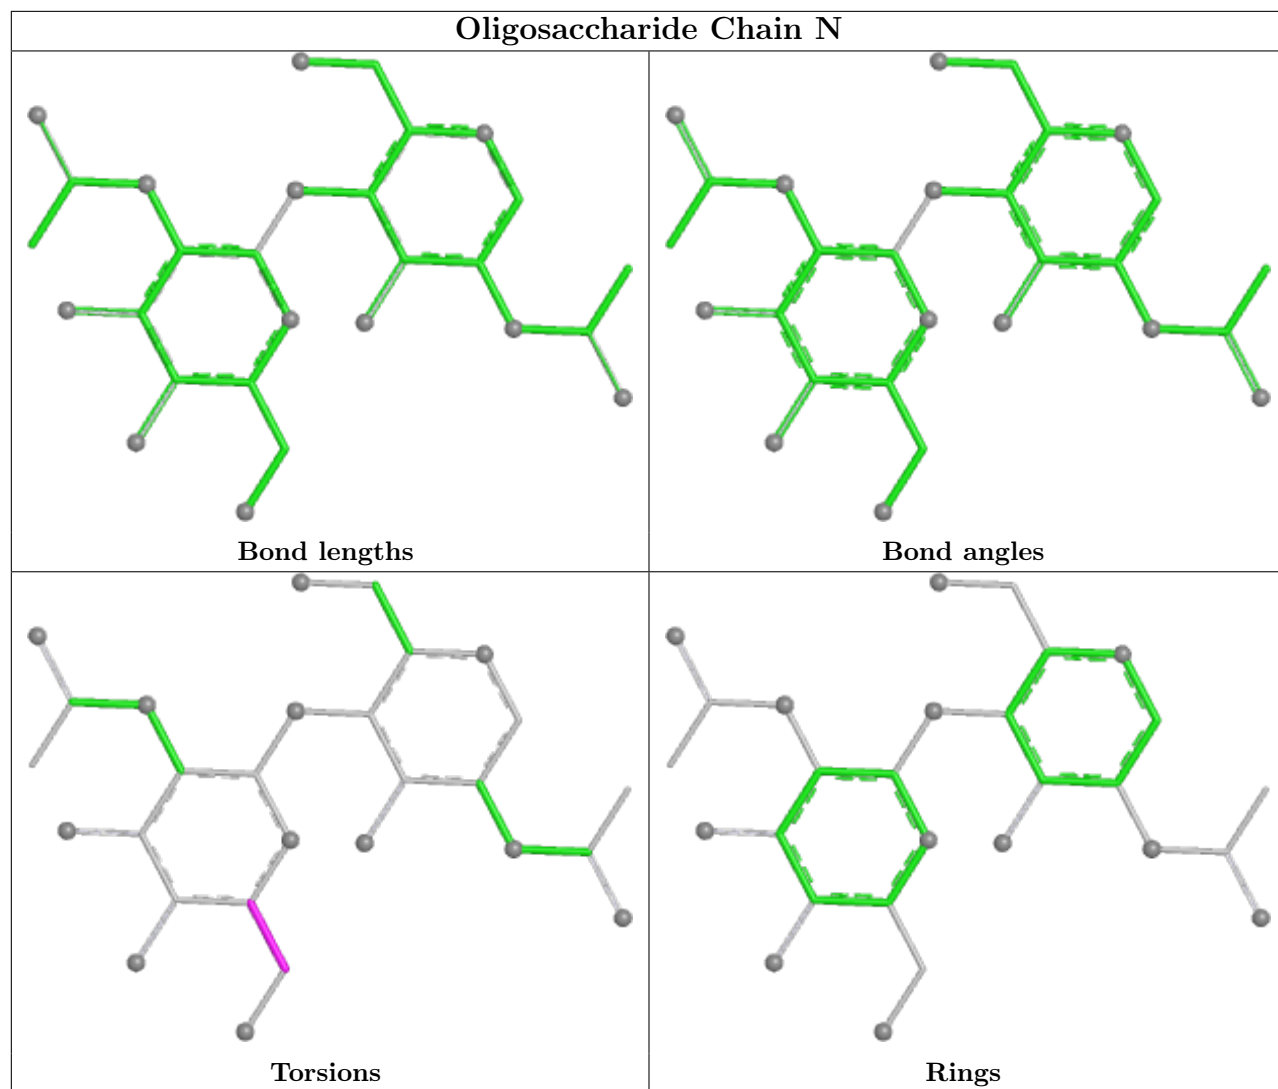 Oligosaccharide Chain N
Bond lengths
Bond angles
Torsions
Rings